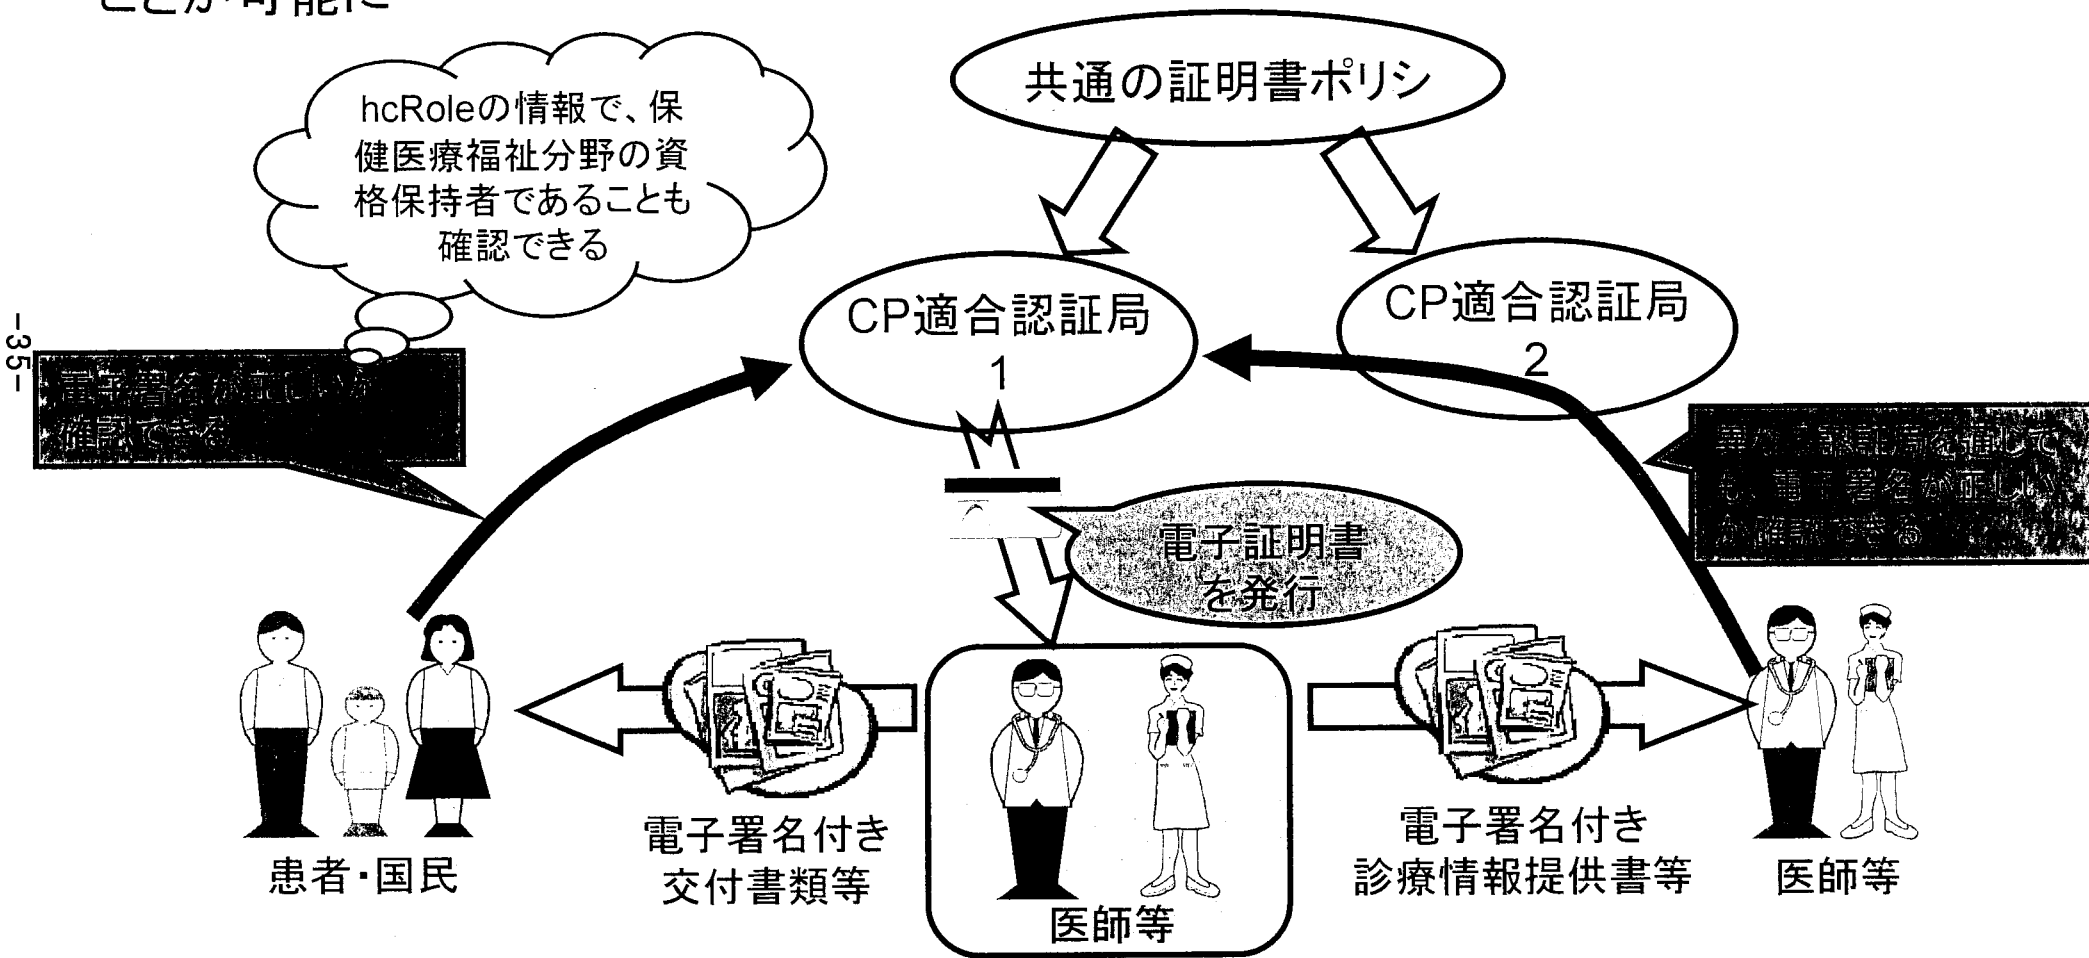 ことが可能に
共通の証明書ポリシ
hcRoleの情報で、保
健医療福祉分野の資
格保持者であることも
確認できる
CP適合認証局
1
CP適合認証局
2
-35-
電子署名が正しいか
確認できる
異なる認証局を通じて
も、電子署名が正しい
か確認できる
電子証明書
を発行
電子署名付き
交付書類等
電子署名付き
診療情報提供書等
患者・国民
医師等
医師等